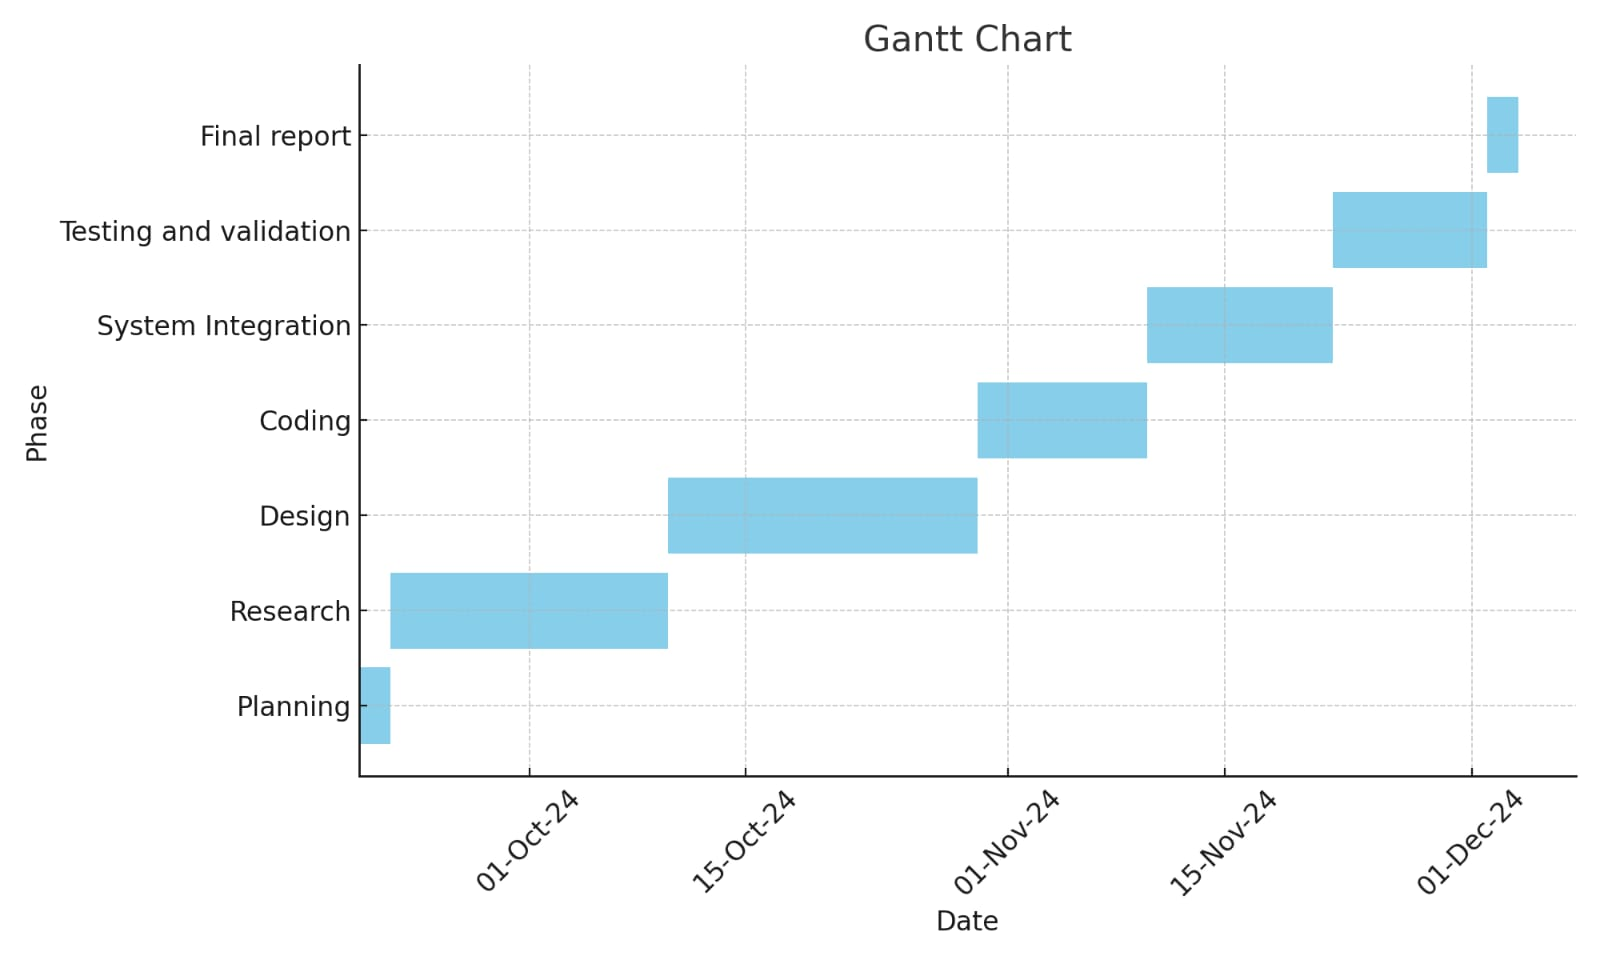 Gantt Chart
Phase
Final report
Testing and validation
System Integration
Coding
Design
Research
Planning
01-Oct-24
15-Oct-24
01-Nov-24
15-Nov-24
01-Dec-24
Date